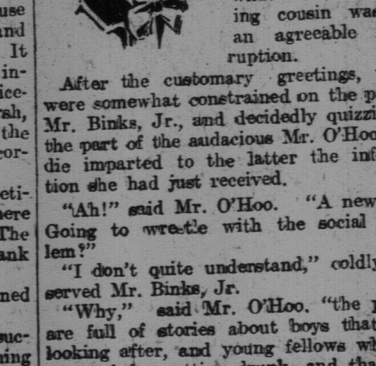 use
and
It
in-
ice-
rsh,
the
cor-
eti-
here
The
ank
ned
suc-
ning
ing cousin was
an agreeable
ruption.
After the customary greetings,
were somewhat constrained on the p
Mr. Binks, Jr., and decidedly quizzi
the part of the audacious Mr. O'Hoo
die imparted to the latter the inf
tion she had just received.
"Ah!" said Mr. O'Hoo. "A new
Going to wrestle with the social
lem?"
"I don't quite understand," coldly
served Mr. Binks, Jr.
"Why," said Mr. O'Hoo. "the p
are full of stories about boys that
looking after, and young fellows wh